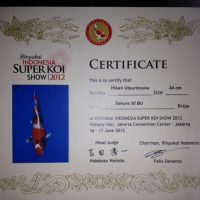 Rinyukai
INDONESIA
SUPER KOI
SHOW | 2012
CERTIFICATE
This is to certify that
Hikari Utsurimono
34 cm
Variety
Size
Sakura 35 BU
Prize
at RINYUKAI INDONESIA SUPER KOI SHOW 2012
Plenary Hall, Jakarta Convention Center - Jakarta
16 - 17 June 2012
Head Judge
Chairman, Rinyukai Indonesia
Hidekazu Yoshida
Felix Denanta